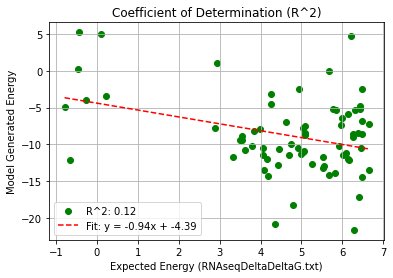 Coefficient of Determination (R^2)
Model Generated Energy
5
0
−5
−10
−15
−20
R^2: 0.12
Fit: y = -0.94x + -4.39
−1 0 1 2 3 4 5 6 7
Expected Energy (RNAseqDeltaDeltaG.txt)